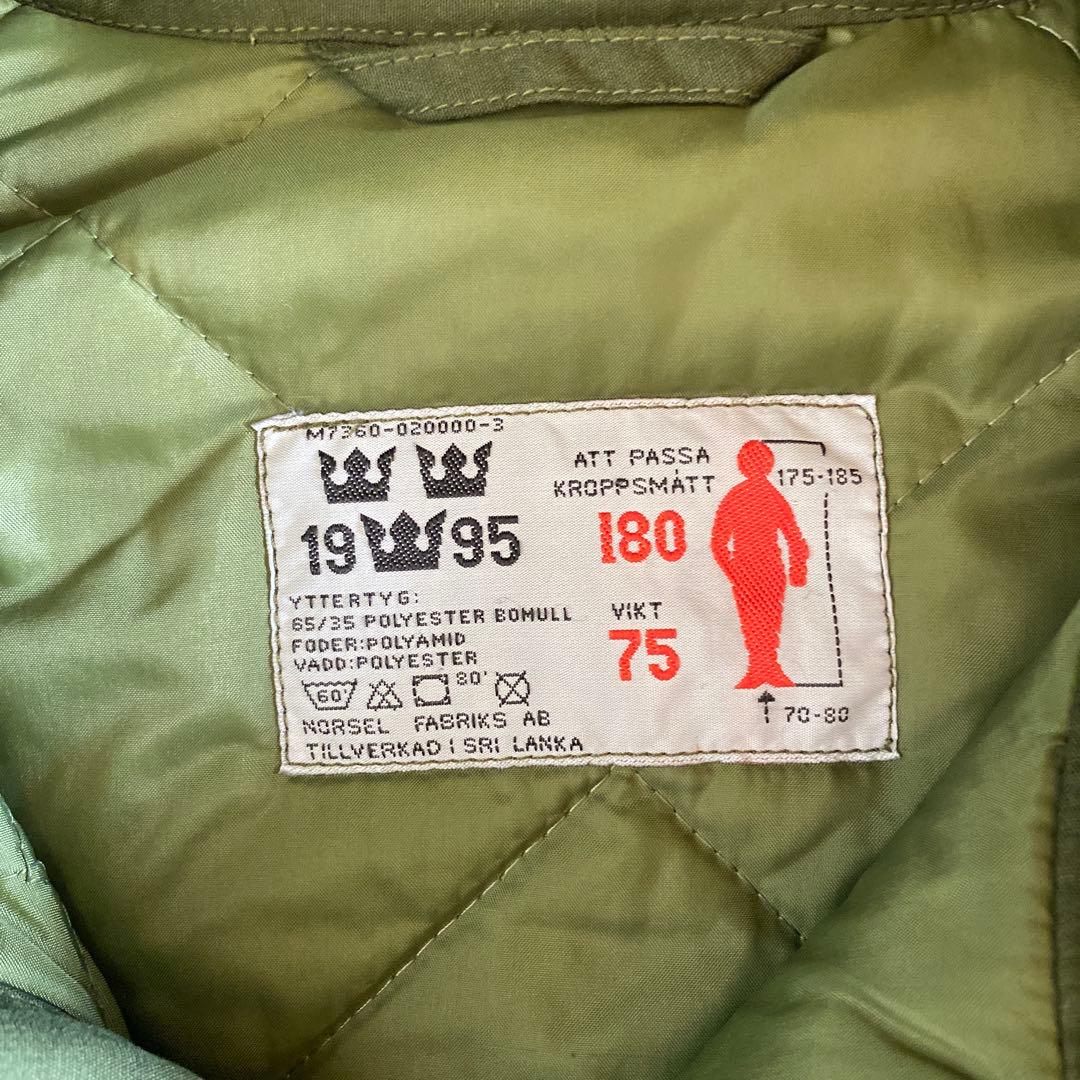 M7360-020000-3
19 95
YTTERTYG:
65/35 POLYESTER BOMULL
FODER:POLYAMID
VADD:POLYESTER
60° 80°
NORSEL FABRIKS AB
TILLVERKAD I SRI LANKA
ATT PASSA
KROPPSMÅTT
180
VIKT
75
175-185
70-80